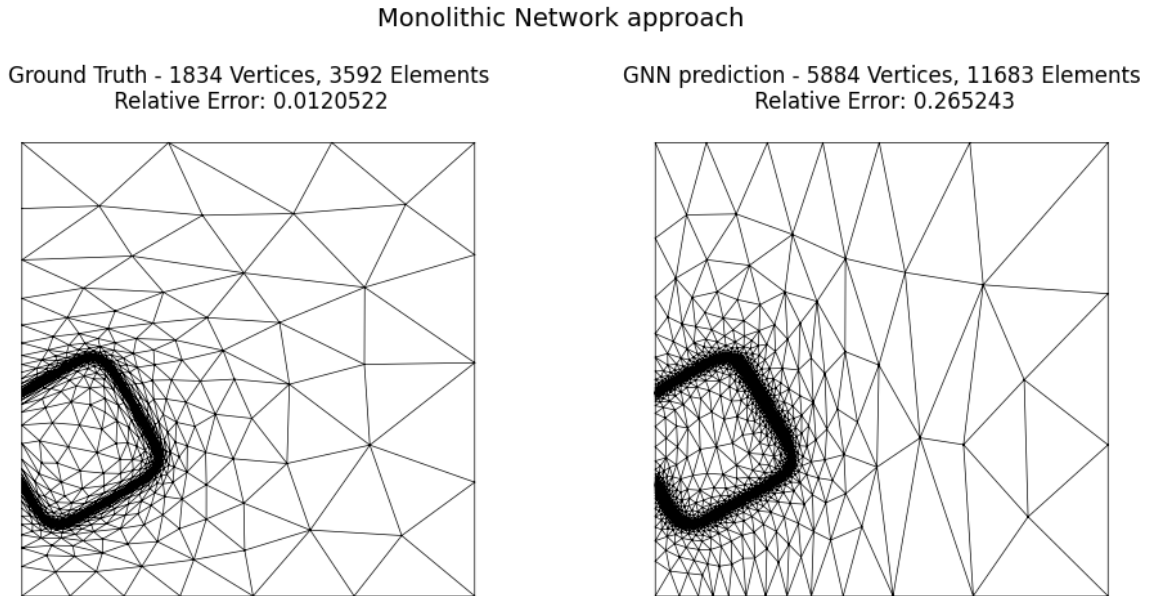 Monolithic Network approach
Ground Truth - 1834 Vertices, 3592 Elements
Relative Error: 0.0120522
GNN prediction - 5884 Vertices, 11683 Elements
Relative Error: 0.265243